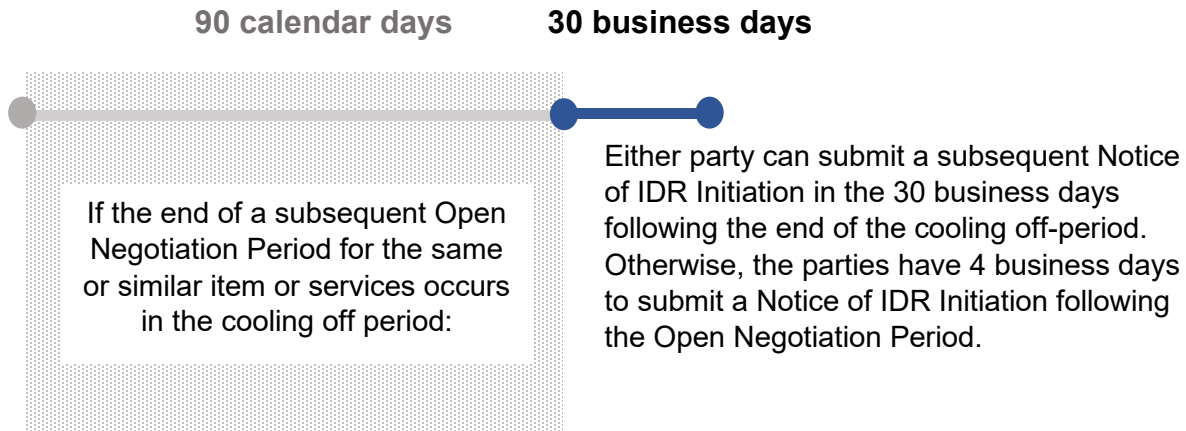 90 calendar days
30 business days
If the end of a subsequent Open
Negotiation Period for the same
or similar item or services occurs
in the cooling off period:
Either party can submit a subsequent Notice
of IDR Initiation in the 30 business days
following the end of the cooling off-period.
Otherwise, the parties have 4 business days
to submit a Notice of IDR Initiation following
the Open Negotiation Period.